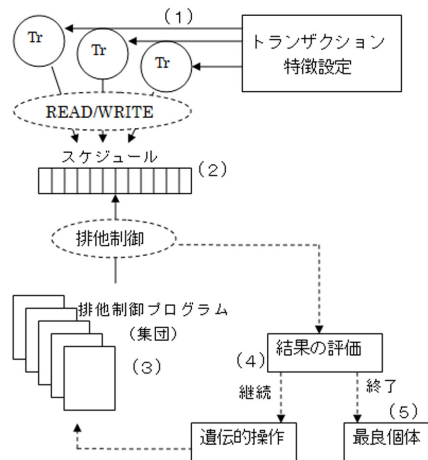 (1)
Tr
Tr
Tr
トランザクション
特徴設定
READ/WRITE
スケジュール
(2)
排他制御
排他制御プログラム
(集団)
(3)
(4)
結果の評価
継続
終了
(5)
遺伝的操作
最良個体